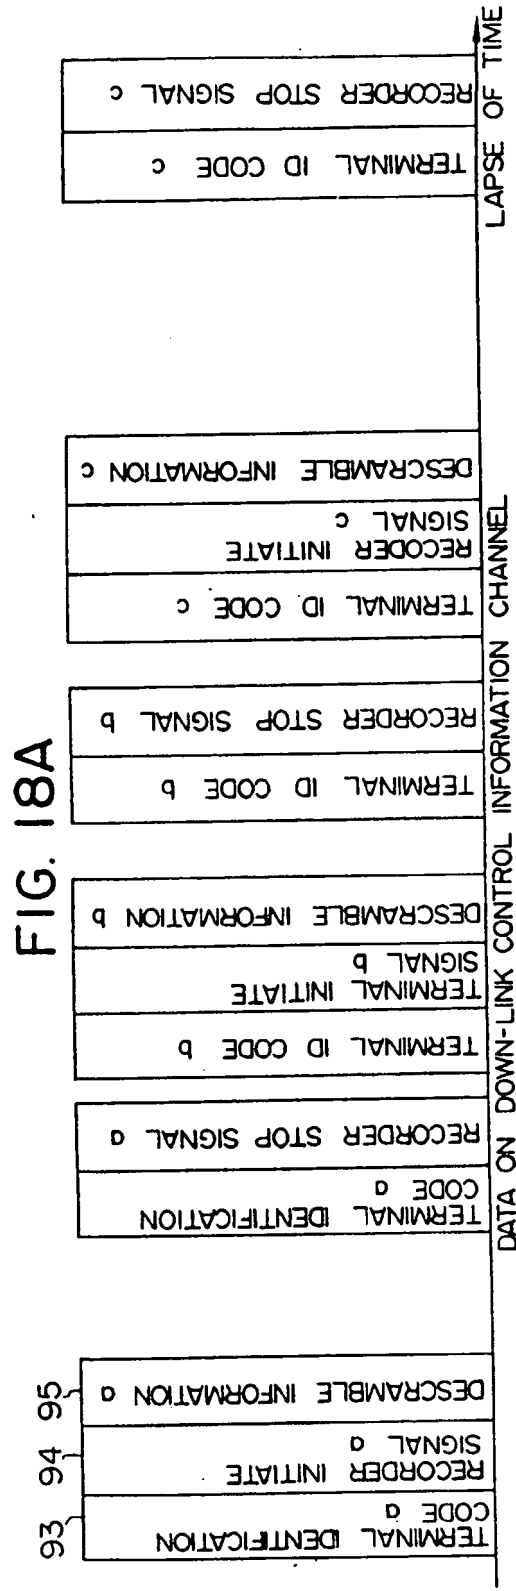 FIG. 18A
93
94
95
TERMINAL IDENTIFICATION
CODE a
RECORDER INITIATE
SIGNAL a
DESCRAMBLE INFORMATION a
TERMINAL IDENTIFICATION
CODE a
RECORDER STOP SIGNAL a
TERMINAL ID CODE b
TERMINAL INITIATE
SIGNAL b
DESCRAMBLE INFORMATION b
TERMINAL ID CODE b
RECORDER STOP SIGNAL b
TERMINAL ID CODE c
RECODER INITIATE
SIGNAL c
DESCRAMBLE INFORMATION c
TERMINAL ID CODE c
RECORDER STOP SIGNAL c
DATA ON DOWN-LINK CONTROL INFORMATION CHANNEL
LAPSE OF TIME